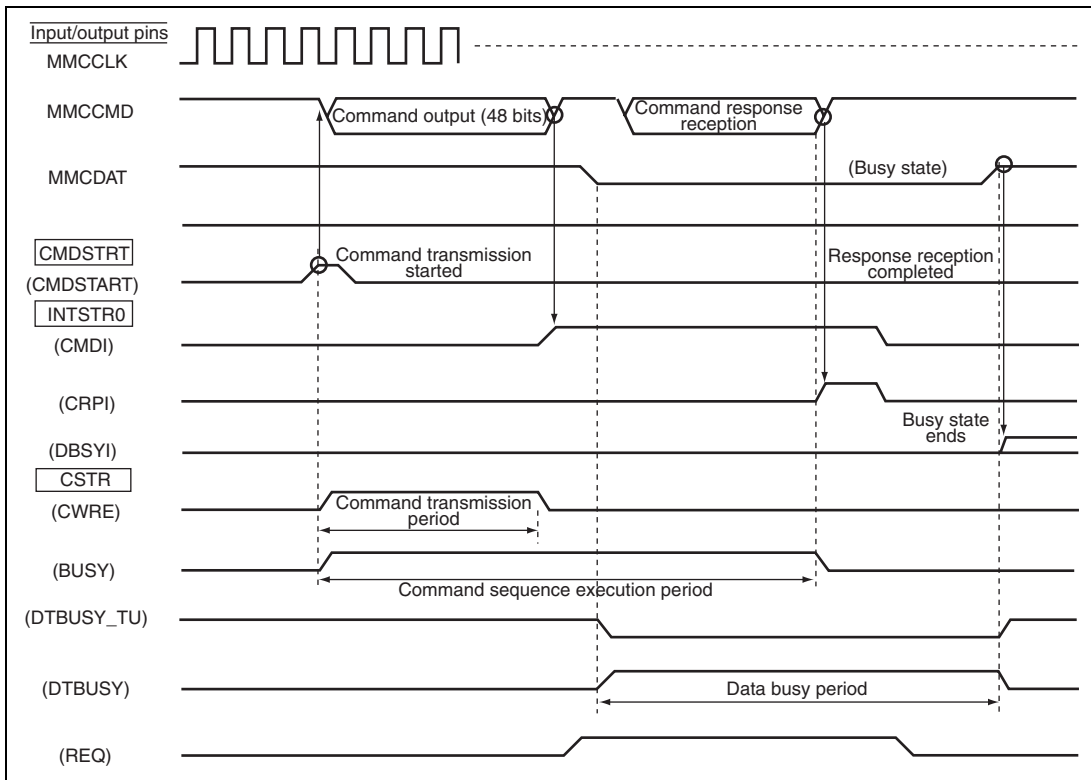 Input/output pins
MMCCLK
MMCCMD
Command output (48 bits)
Command response
reception
MMCDAT
(Busy state)
CMDSTRT
(CMDSTART)
Command transmission
started
Response reception
completed
INTSTR0
(CMDI)
(CRPI)
(DBSYI)
Busy state
ends
CSTR
(CWRE)
Command transmission
period
(BUSY)
Command sequence execution period
(DTBUSY_TU)
(DTBUSY)
Data busy period
(REQ)